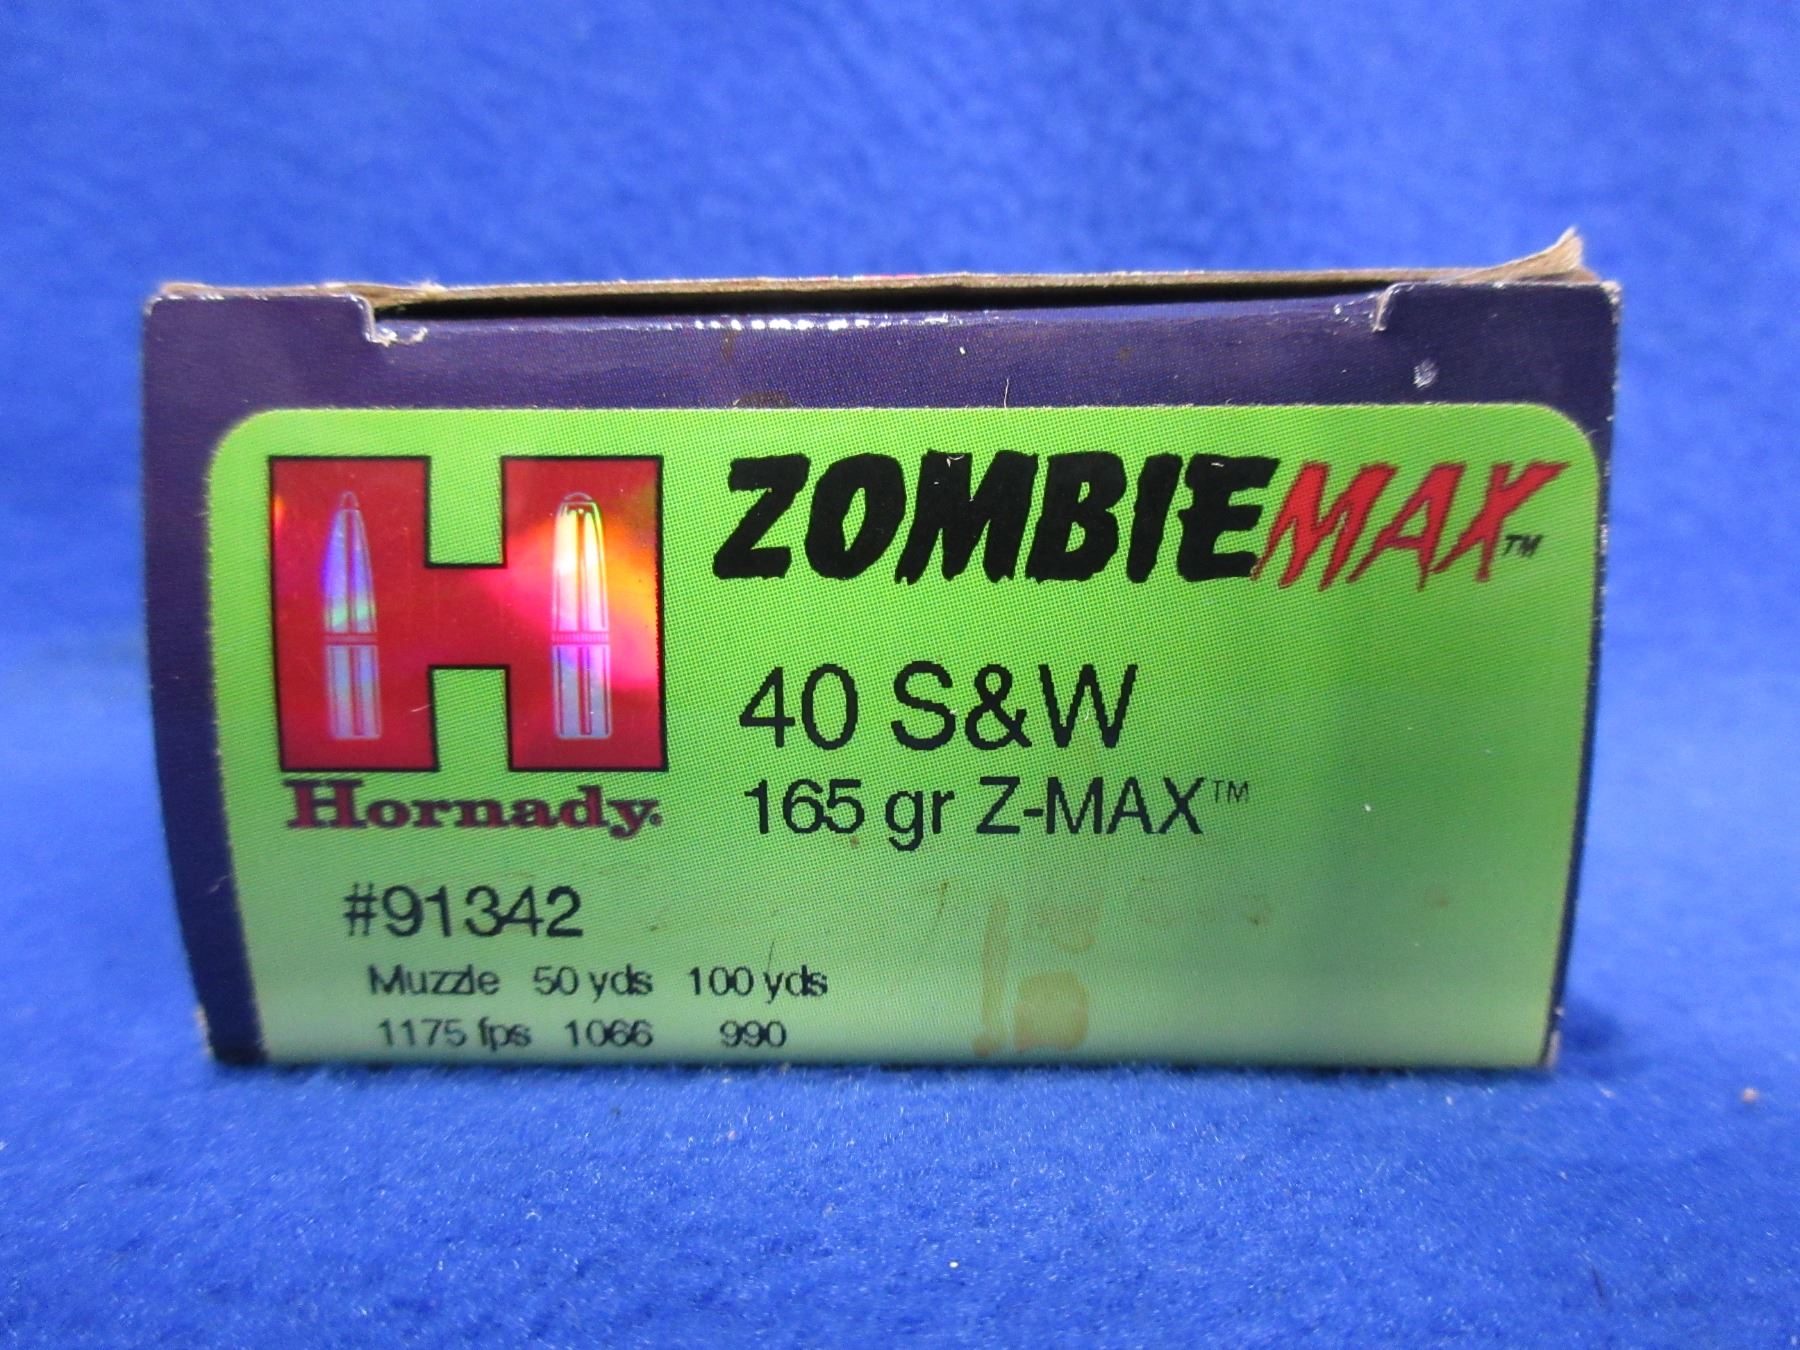 ZOMBIEMAX™
40 S&W
165 gr Z-MAX™
Hornady.
#91342
Muzzle 50 yds 100 yds
1175 fps 1066 990